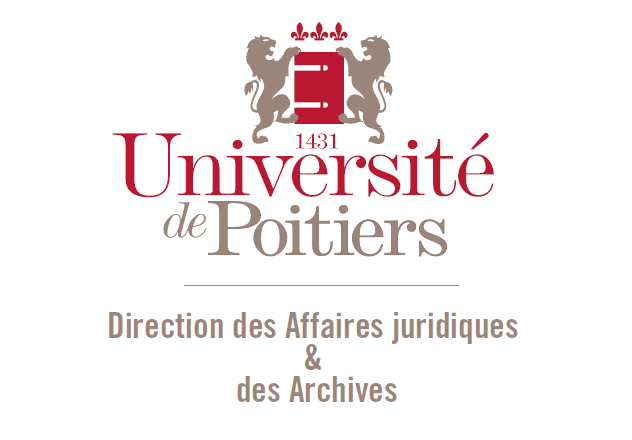 1431
Université
de Poitiers
Direction des Affaires juridiques
&
des Archives